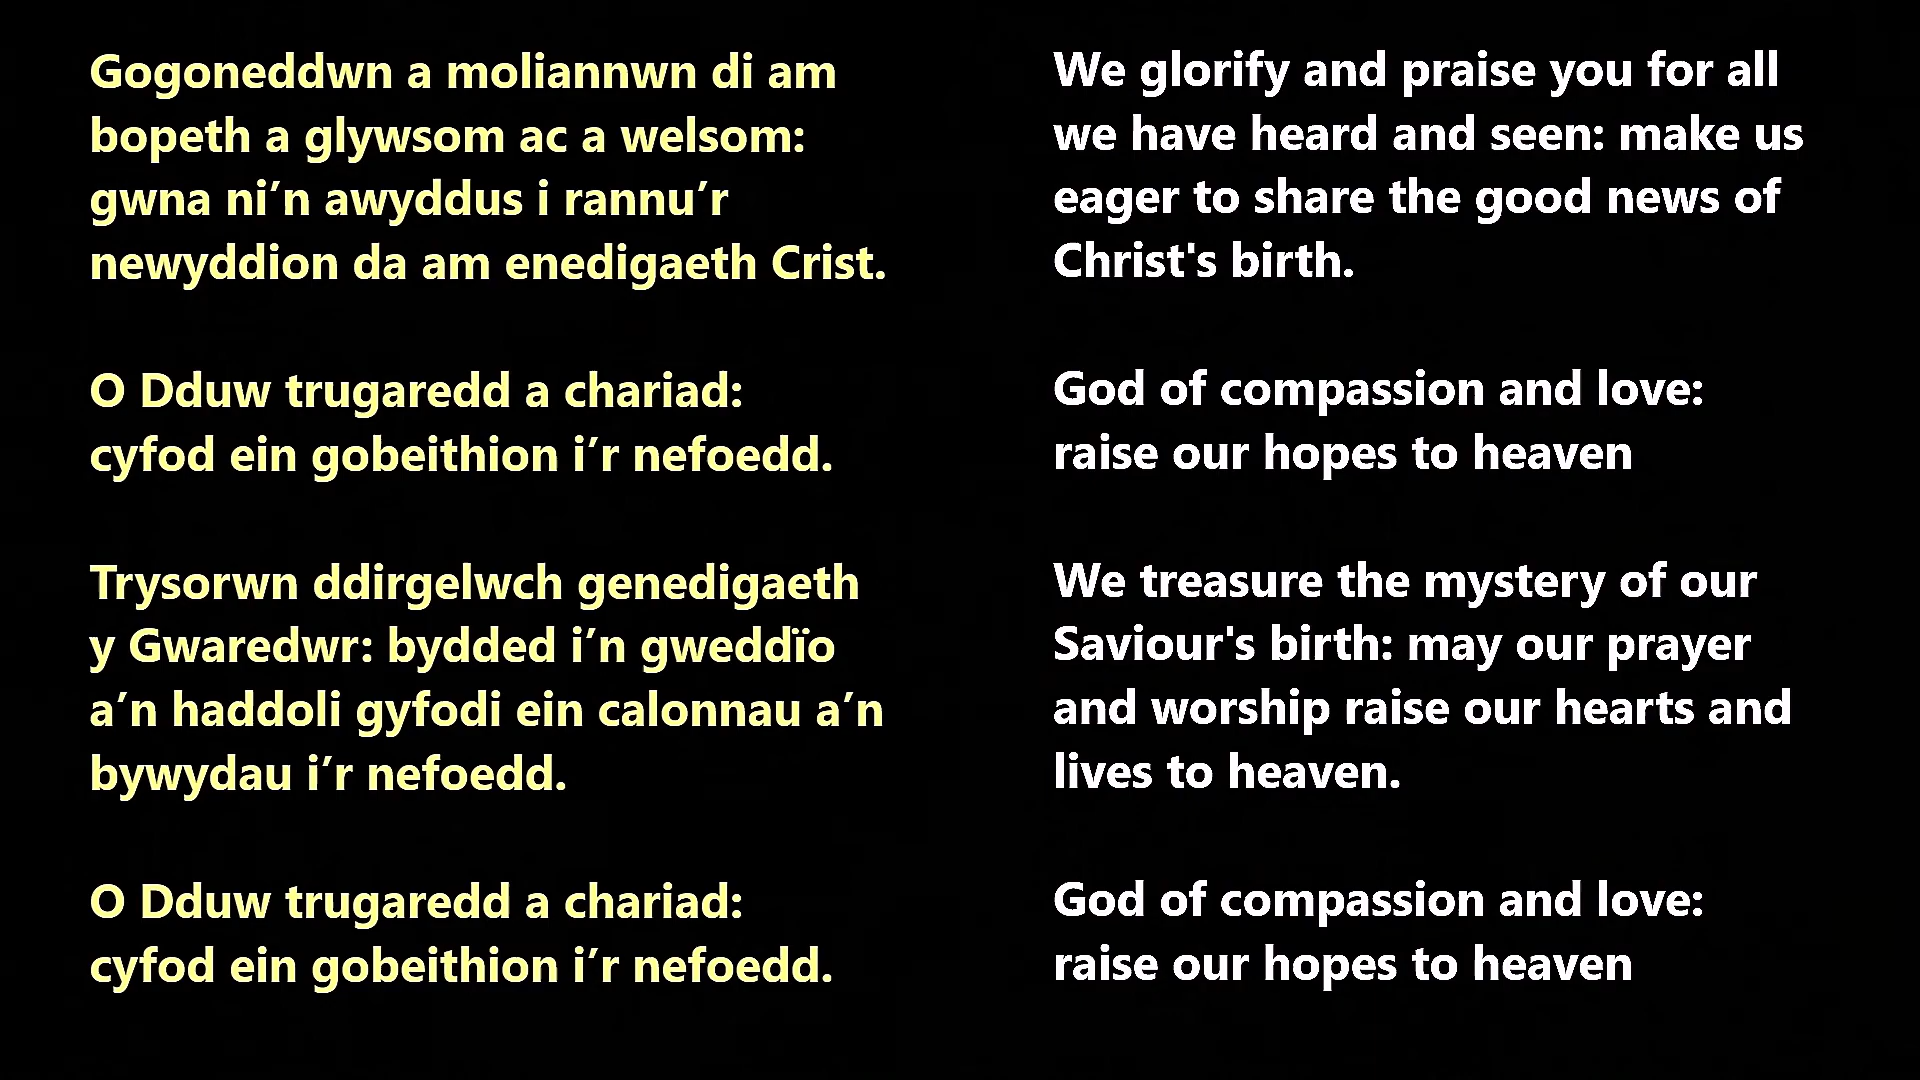 Gogoneddwn a moliannwn di am
bopeth a glywsom ac a welsom:
gwna ni’n awyddus i rannu’r
newyddion da am enedigaeth Crist.
O Dduw trugaredd a chariad:
cyfod ein gobeithion i’r nefoedd.
Trysorwn ddirgelwch genedigaeth
y Gwaredwr: bydded i’n gweddïo
a’n haddoli gyfodi ein calonnau a’n
bywydau i’r nefoedd.
O Dduw trugaredd a chariad:
cyfod ein gobeithion i’r nefoedd.
We glorify and praise you for all
we have heard and seen: make us
eager to share the good news of
Christ's birth.
God of compassion and love:
raise our hopes to heaven
We treasure the mystery of our
Saviour's birth: may our prayer
and worship raise our hearts and
lives to heaven.
God of compassion and love:
raise our hopes to heaven